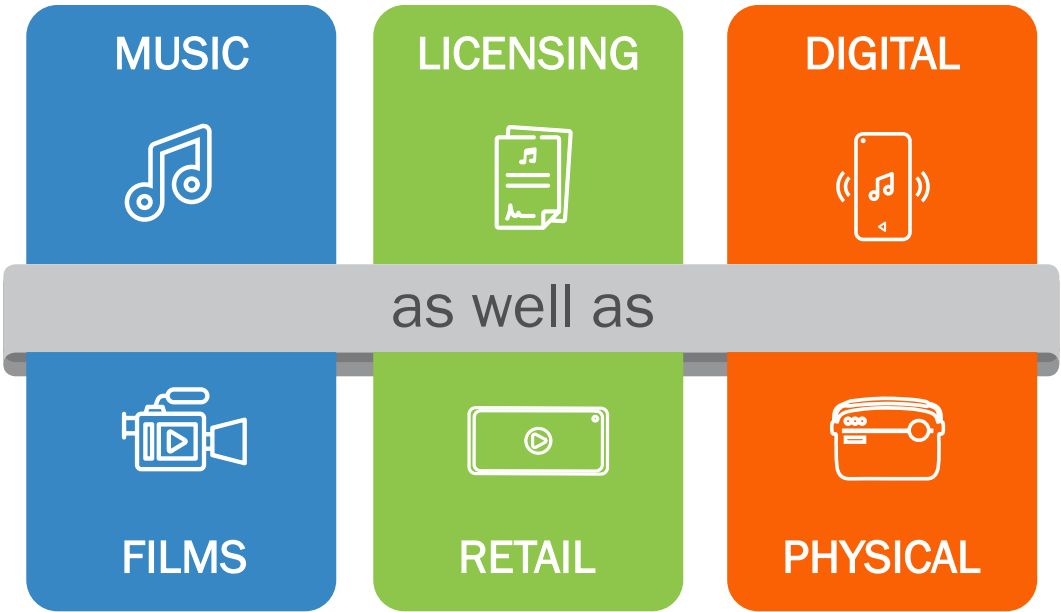 MUSIC
LICENSING
DIGITAL
as well as
FILMS
RETAIL
PHYSICAL